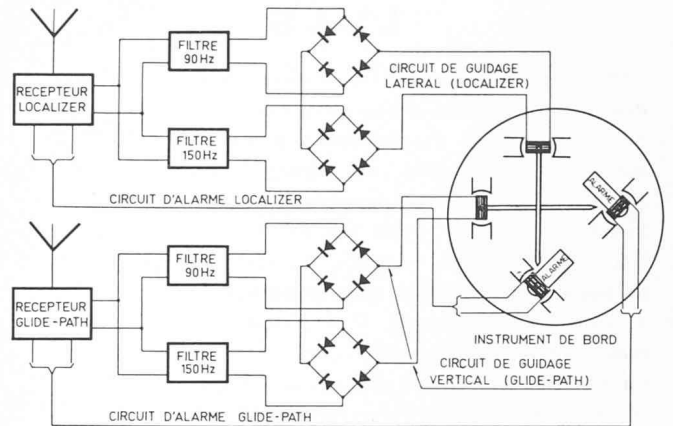 FILTRE
90Hz
RECEPTEUR
LOCALIZER
FILTRE
150Hz
CIRCUIT DE GUIDAGE
LATERAL (LOCALIZER)
CIRCUIT D'ALARME LOCALIZER
ALARME
ALARME
FILTRE
90Hz
RECEPTEUR
GLIDE-PATH
FILTRE
150Hz
INSTRUMENT DE BORD
CIRCUIT DE GUIDAGE
VERTICAL (GLIDE-PATH)
CIRCUIT D'ALARME GLIDE-PATH